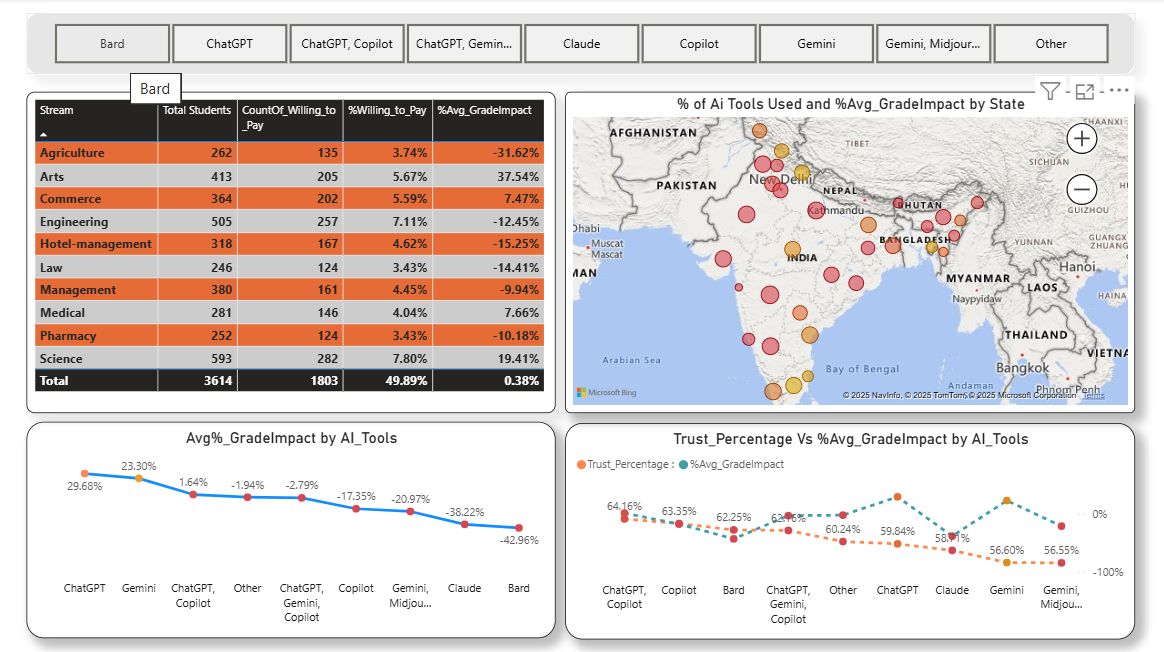 Bard
ChatGPT
ChatGPT, Copilot
ChatGPT, Gemin...
Claude
Copilot
Gemini
Gemini, Midjour...
Other
Bard
Stream Total Students CountOf_Willing_to_Pay %Willing_to_Pay %Avg_GradeImpact
Agriculture 262 135 3.74% -31.62%
Arts 413 205 5.67% 37.54%
Commerce 364 202 5.59% 7.47%
Engineering 505 257 7.11% -12.45%
Hotel-management 318 167 4.62% -15.25%
Law 246 124 3.43% -14.41%
Management 380 161 4.45% -9.94%
Medical 281 146 4.04% 7.66%
Pharmacy 252 124 3.43% -10.18%
Science 593 282 7.80% 19.41%
Total 3614 1803 49.89% 0.38%
% of Ai Tools Used and %Avg_GradeImpact by State
SHAANXI
AFGHANISTAN
TIBET
SICHUAN
PAKISTAN
New Delhi
NEPAL
Kathmandu
BHUTAN
GUIZHOU
Dhabi
Muscat
Muscat
BANGLADESH
YUNNAN
GUANGX
ZHUANG
MAN
INDIA
Hanoi
MYANMAR
LAOS
HAINA
Naypyidaw
THAILAND
VIETNA
Arabian Sea
Bangkok
Bay of Bengal
Andaman
Phnom Penh
Microsoft Bing
© 2025 NavInfo, © 2025 TomTom, © 2025 Microsoft Corporation Terms
Avg%_GradeImpact by AI_Tools
29.68%
23.30%
1.64%
-1.94%
-2.79%
-17.35%
-20.97%
-38.22%
-42.96%
ChatGPT
Gemini
ChatGPT,
Copilot
Other
ChatGPT,
Gemini,
Copilot
Copilot
Gemini,
Midjou...
Claude
Bard
Trust_Percentage Vs %Avg_GradeImpact by AI_Tools
Trust_Percentage : %Avg_GradeImpact
64.16%
63.35%
62.25%
62.16%
60.24%
59.84%
56.60%
56.55%
0%
-100%
ChatGPT,
Copilot
Copilot
Bard
ChatGPT,
Gemini,
Copilot
Other
ChatGPT
Claude
Gemini
Gemini,
Midjou...